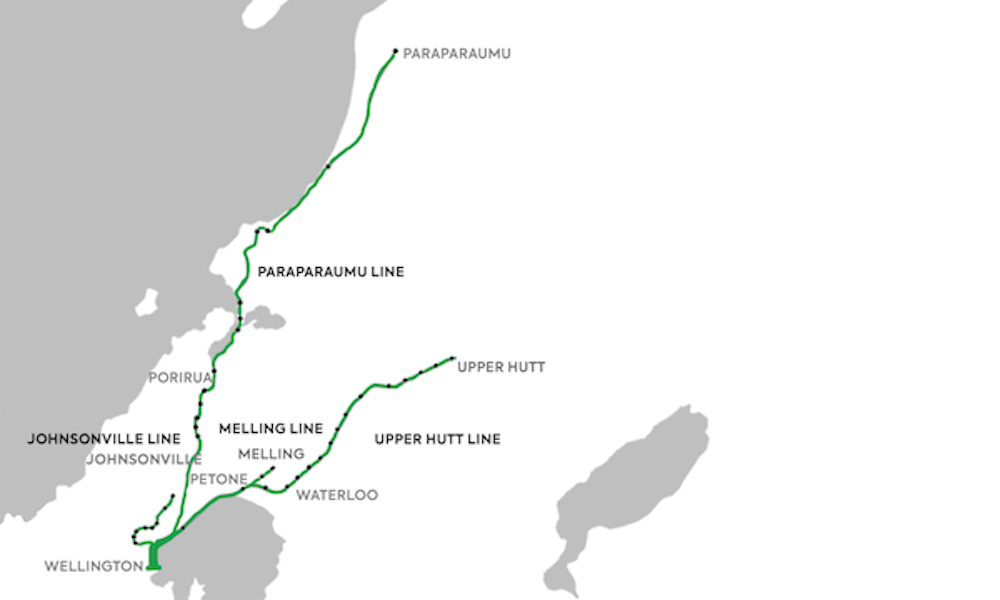 PARAPARAUMU
PARAPARAUMU LINE
UPPER HUTT
PORIRUA
MELLING LINE
JOHNSONVILLE LINE
UPPER HUTT LINE
MELLING
JOHNSONVILLE
PETONE
WATERLOO
WELLINGTON